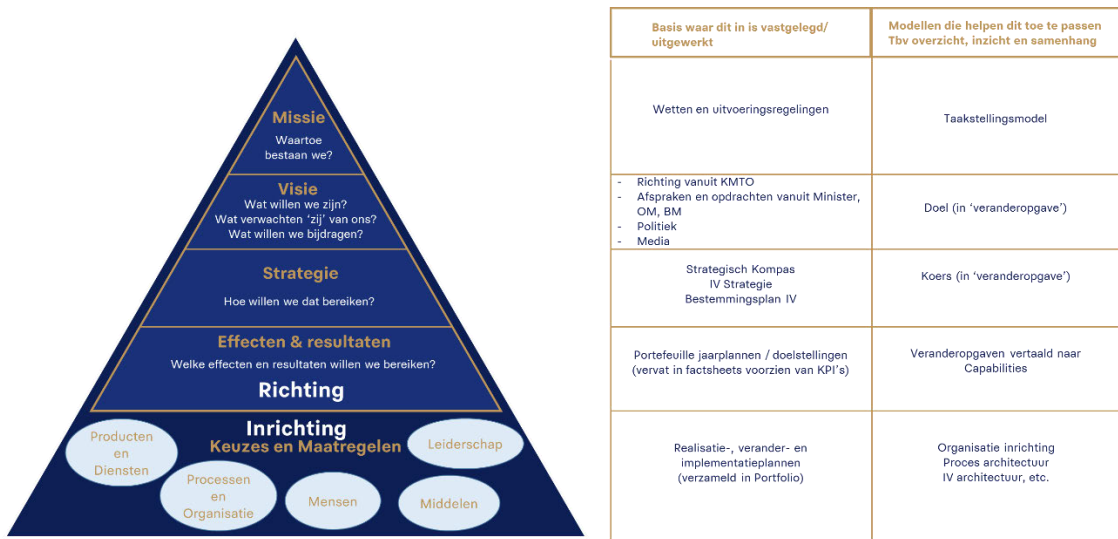 Missie
Waartoe
bestaan we?
Visie
Wat willen we zijn?
Wat verwachten ‘zij’ van ons?
Wat willen we bijdragen?
Strategie
Hoe willen we dat bereiken?
Effecten & resultaten
Welke effecten en resultaten willen we bereiken?
Richting
Inrichting
Keuzes en Maatregelen
Producten
en
Diensten
Processen
en
Organisatie
Mensen
Middelen
Leiderschap
Basis waar dit in is vastgelegd/
uitgewerkt
Modellen die helpen dit toe te passen
Tbv overzicht, inzicht en samenhang
Wetten en uitvoeringsregelingen
Taakstellingsmodel
- Richting vanuit KMTO
- Afspraken en opdrachten vanuit Minister,
OM, BM
- Politiek
- Media
Doel (in ‘veranderopgave’)
Strategisch Kompas
IV Strategie
Bestemmingsplan IV
Koers (in ‘veranderopgave’)
Portefeuille jaarplannen / doelstellingen
(vervat in factsheets voorzien van KPI’s)
Veranderopgaven vertaald naar
Capabilities
Realisatie-, verander- en
implementatieplannen
(verzameld in Portfolio)
Organisatie inrichting
Proces architectuur
IV architectuur, etc.